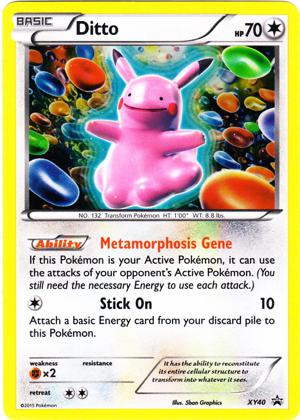 BASIC
Ditto HP70
NO. 132 Transform Pokémon HT: 1'00" WT: 8.8 lbs.
Ability Metamorphosis Gene
If this Pokémon is your Active Pokémon, it can use
the attacks of your opponent's Active Pokémon. (You
still need the necessary Energy to use each attack.)
Stick On 10
Attach a basic Energy card from your discard pile to
this Pokémon.
weakness resistance
×2
retreat
It has the ability to reconstitute
its entire cellular structure to
transform into whatever it sees.
Illus. 5ban Graphics
©2015 Pokémon
XY40
PROMO